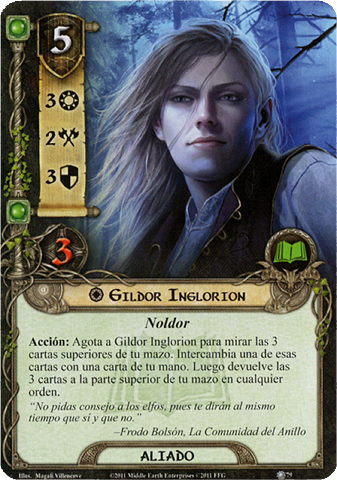 5
3
2
3
3
Gildor Inglorion
Noldor
Acción: Agota a Gildor Inglorion para mirar las 3
cartas superiores de tu mazo. Intercambia una de esas
cartas con una carta de tu mano. Luego devuelve las
3 cartas a la parte superior de tu mazo en cualquier
orden.
“No pidas consejo a los elfos, pues te dirán al mismo
tiempo que sí y que no.”
–Frodo Bolsón, La Comunidad del Anillo
ALIADO
Illus. Magali Villeneuve ©2011 Middle Earth Enterprises ©2011 FFG 79